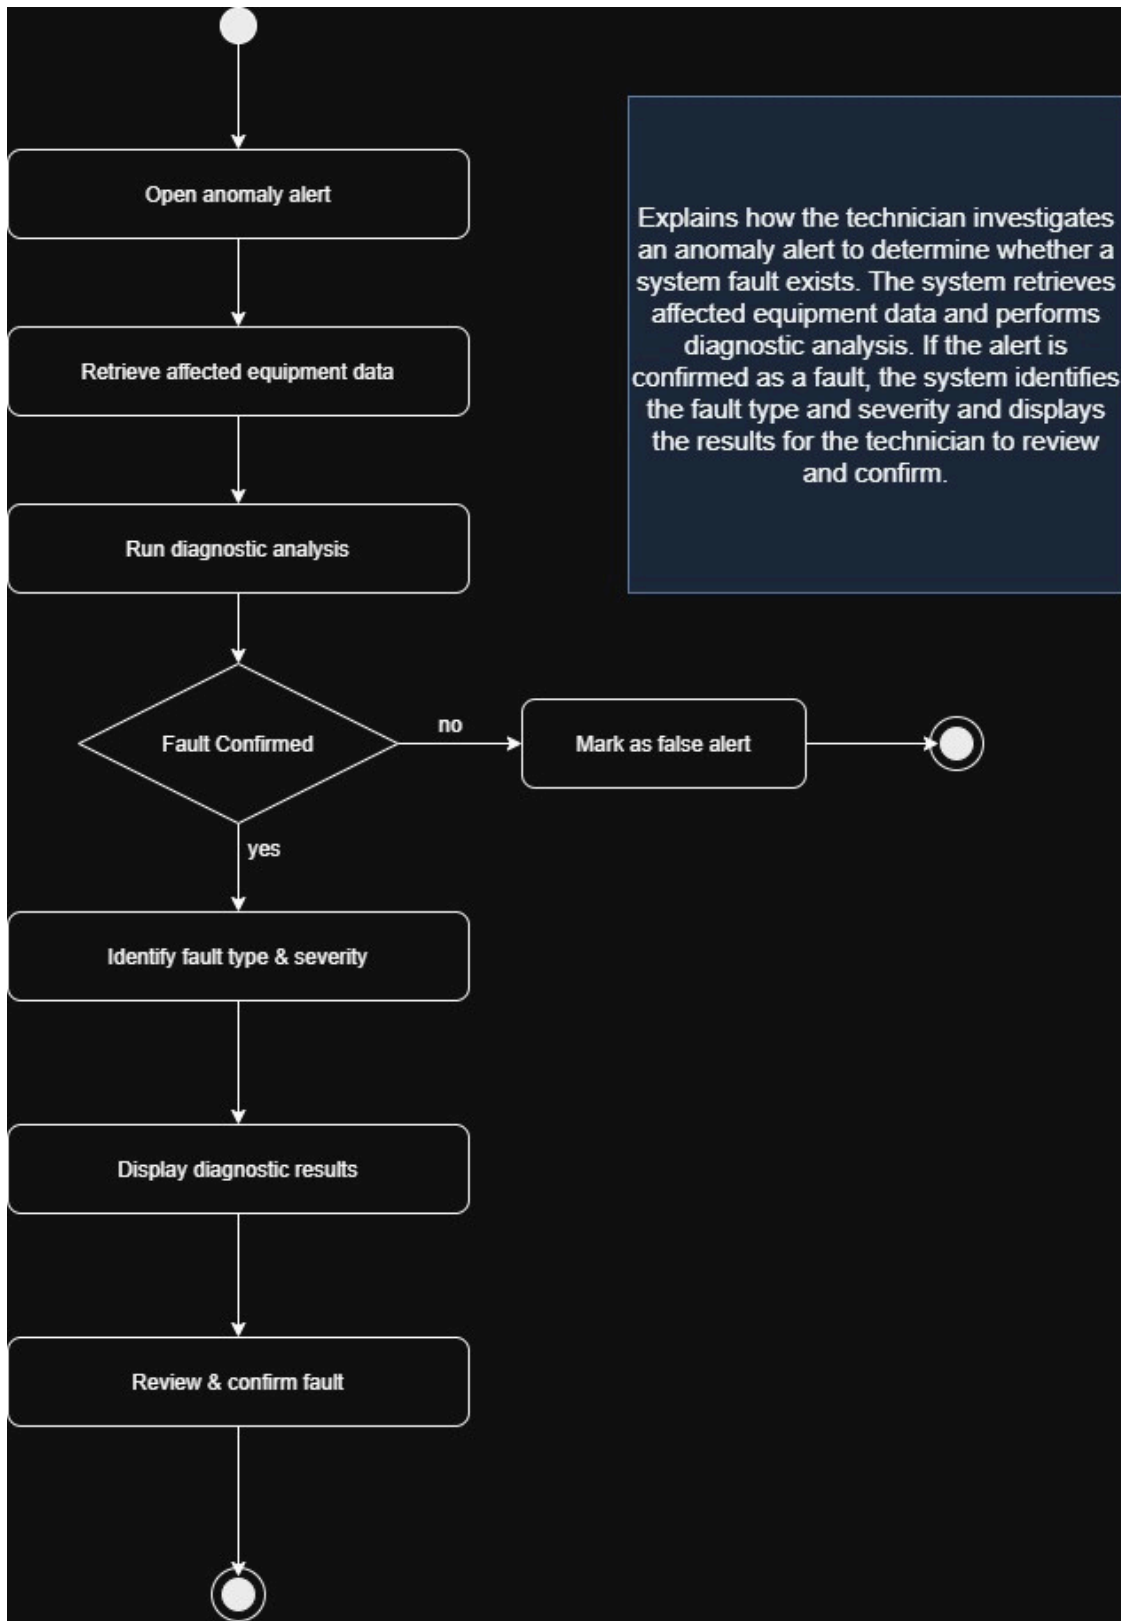 Open anomaly alert
Explains how the technician investigates
an anomaly alert to determine whether a
system fault exists. The system retrieves
affected equipment data and performs
diagnostic analysis. If the alert is
confirmed as a fault, the system identifies
the fault type and severity and displays
the results for the technician to review
and confirm.
Retrieve affected equipment data
Run diagnostic analysis
Fault Confirmed
no
Mark as false alert
yes
Identify fault type & severity
Display diagnostic results
Review & confirm fault